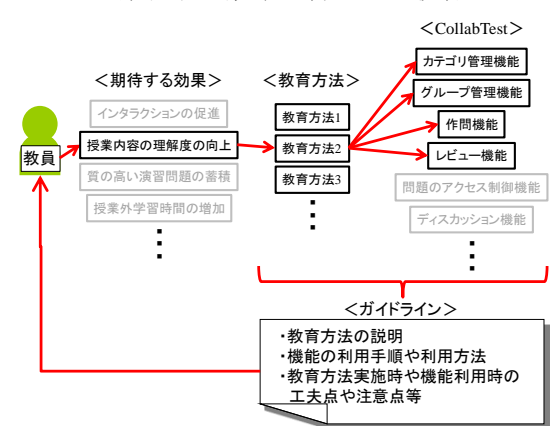 ＜CollabTest＞
＜期待する効果＞
＜教育方法＞
カテゴリ管理機能
グループ管理機能
作問機能
レビュー機能
問題のアクセス制御機能
ディスカッション機能
教員
インタラクションの促進
授業内容の理解度の向上
質の高い演習問題の蓄積
授業外学習時間の増加
教育方法1
教育方法2
教育方法3
＜ガイドライン＞
・教育方法の説明
・機能の利用手順や利用方法
・教育方法実施時や機能利用時の
工夫点や注意点等